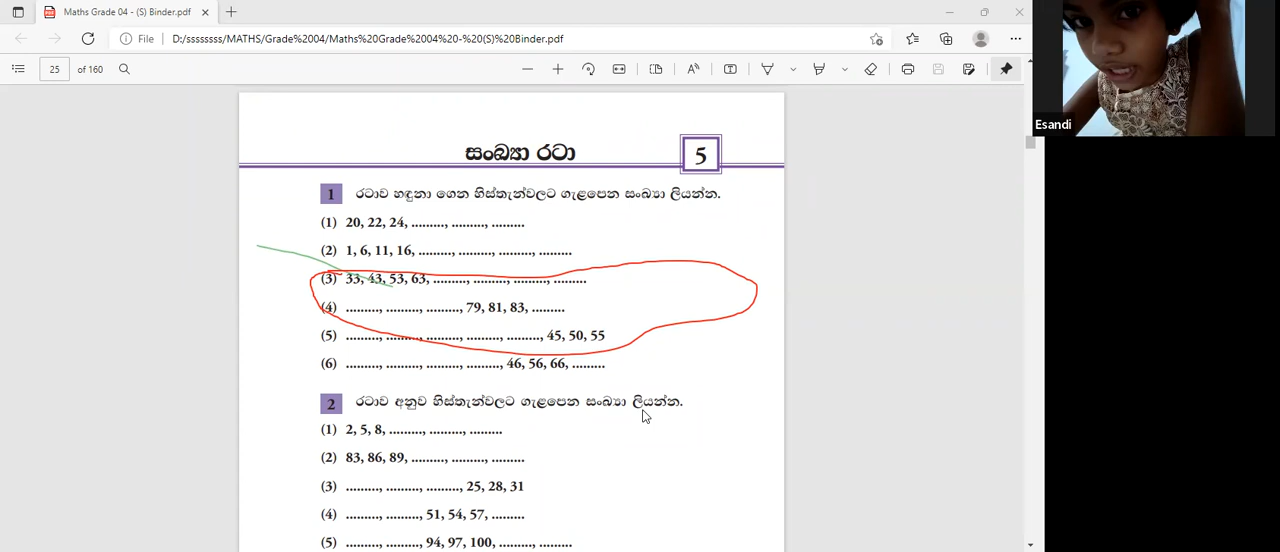 Maths Grade 04 - (S) Binder.pdf
File D:/ssssssss/MATHS/Grade%2004/Maths%20Grade%2004%20-%20(S)%20Binder.pdf
25 of 160
Esandi
සංඛ්‍යා රටා 5
1 රටාව හඳුනා ගෙන හිස්තැන්වලට ගැළපෙන සංඛ්‍යා ලියන්න.
(1) 20, 22, 24, ........., ........., .........
(2) 1, 6, 11, 16, ........., ........., ........., .........
(3) 33, 43, 53, 63, ........., ........., ........., .........
(4) ........., ........., ........., 79, 81, 83, .........
(5) ........., ........., ........., ........., ........., 45, 50, 55
(6) ........., ........., ........., ........., 46, 56, 66, .........
2 රටාව අනුව හිස්තැන්වලට ගැළපෙන සංඛ්‍යා ලියන්න.
(1) 2, 5, 8, ........., ........., .........
(2) 83, 86, 89, ........., ........., .........
(3) ........., ........., ........., 25, 28, 31
(4) ........., ........., 51, 54, 57, .........
(5) ........., ........., 94, 97, 100, ........., .........